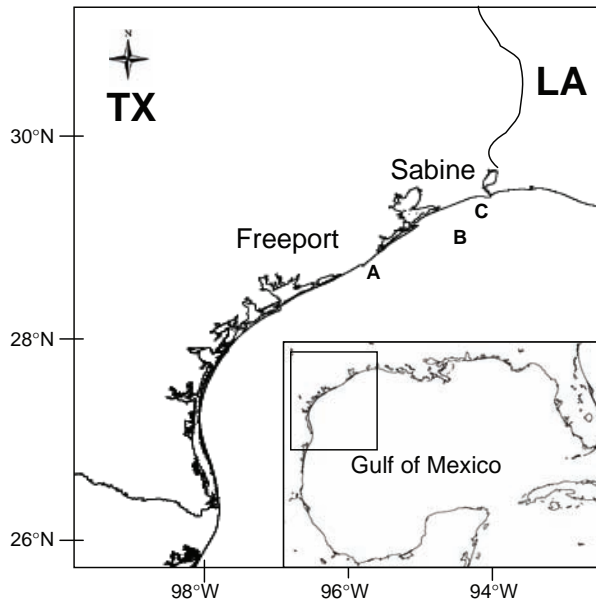 N
TX
LA
30°N
Sabine
C
Freeport
B
A
28°N
Gulf of Mexico
26°N
98°W 96°W 94°W